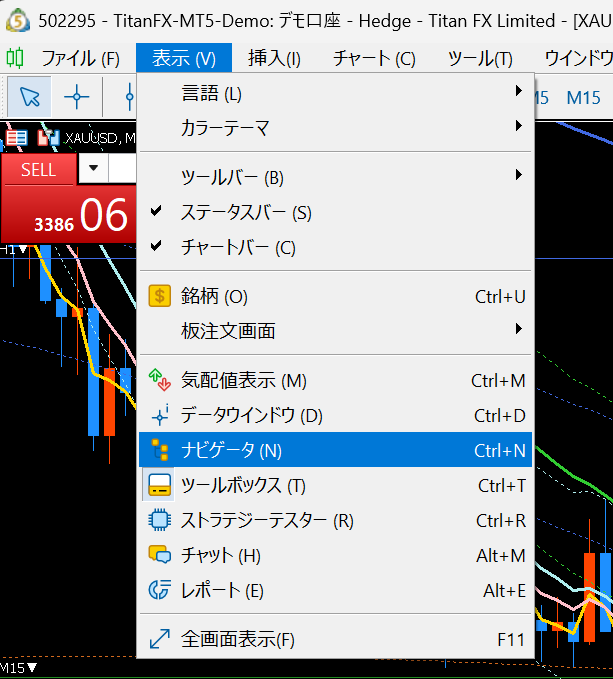 502295 - TitanFX-MT5-Demo: デモ口座 - Hedge - Titan FX Limited - [XAU
ファイル (F) 表示 (V) 挿入(I) チャート (C) ツール(T) ウインドウ
M15
XAUUSD, M
SELL
3386 06
H1▼
言語 (L)
カラーテーマ
ツールバー (B)
ステータスバー (S)
チャートバー (C)
銘柄 (O) Ctrl+U
板注文画面
気配値表示 (M) Ctrl+M
データウインドウ (D) Ctrl+D
ナビゲータ (N) Ctrl+N
ツールボックス (T) Ctrl+T
ストラテジーテスター (R) Ctrl+R
チャット (H) Alt+M
レポート (E) Alt+E
全画面表示(F) F11
M15▼